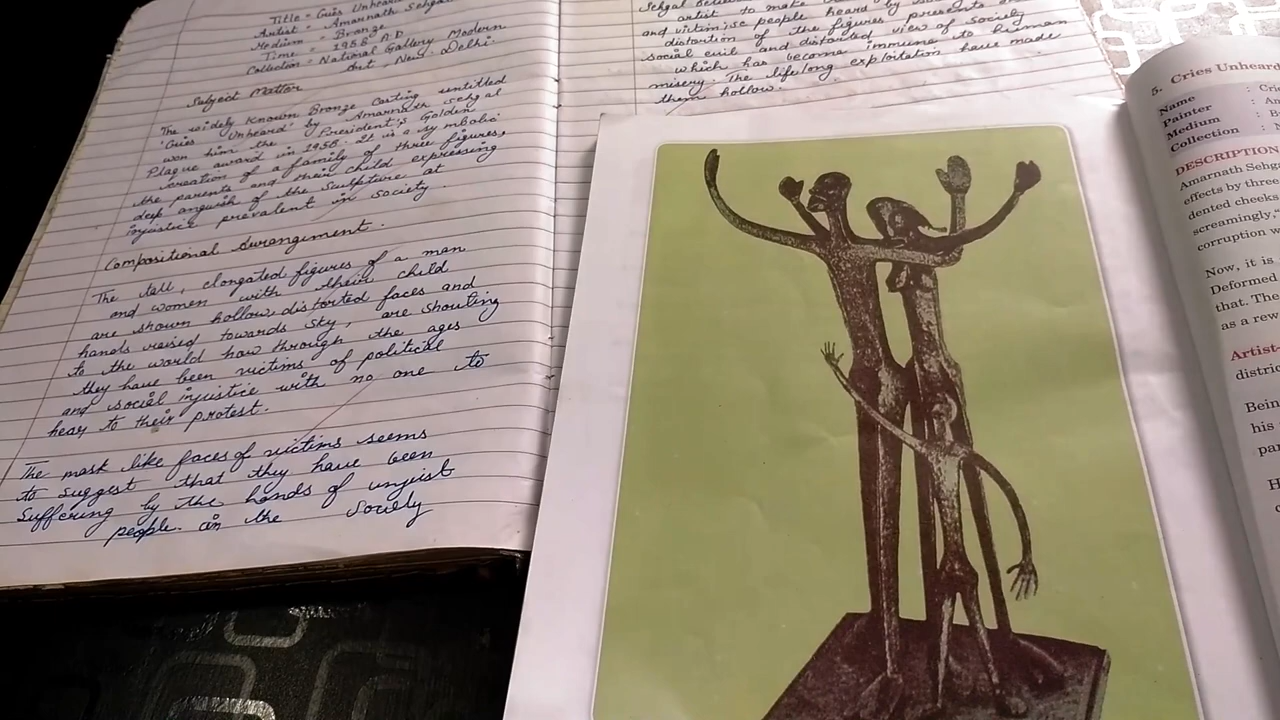 Title = Cries Unheard
Artist = Amarnath Sehgal
Medium = Bronze
Time = 1958 A.D
Collection = National Gallery Modern
Art - New Delhi.
Subject Matter
The widely known Bronze Casting untitled
'Cries Unheard' by Amarnath Sehgal
won him the President's Golden
Plaque award in 1958. It is a symbolic
creation of a family of three figures,
the parents and their child expressing
deep anguish of the sculpture at
injustice prevalent in society.
Compositional Arrangement.
The tall, elongated figures of a man
and women with their child
are shown hollow, distorted faces and
hands raised towards sky, are shouting
to the world how through the ages
they have been victims of political
and social injustice with no one to
hear to their protest.
The mask like faces of victims seems
to suggest that they have been
suffering by the hands of unjust
people in the society
artist to make
and victimise people heard by
distortion of the figures presents
social evil and distorted view of society
which has become immune to human
misery. The lifelong exploitation have made
them hollow.
5. Cries Unheard
Name : Cri
Painter : Am
Medium : B
Collection :
DESCRIPTION
Amarnath Sehg
effects by three
dented cheeks
screamingly,
corruption w
Now, it is
Deformed
that. The
as a rew
Artist-
distric
Bein
his
par
H